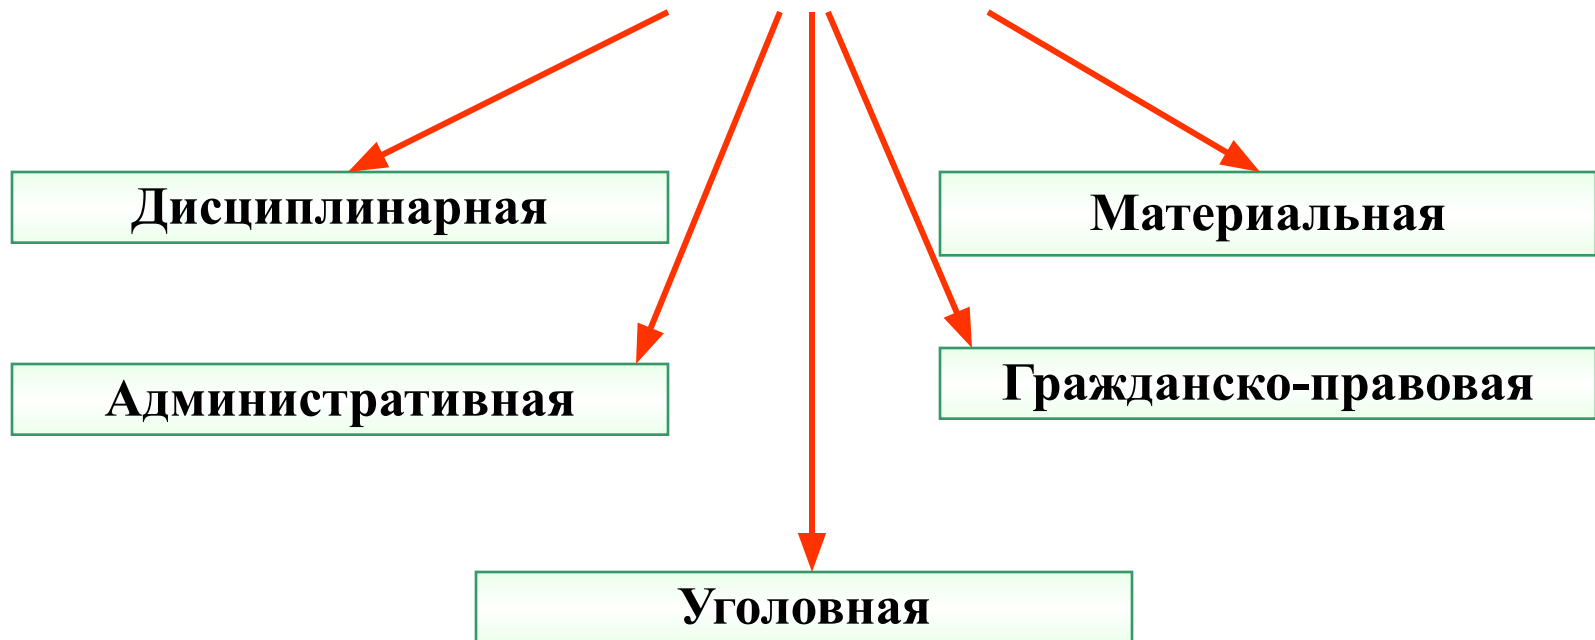 Дисциплинарная
Материальная
Административная
Гражданско-правовая
Уголовная